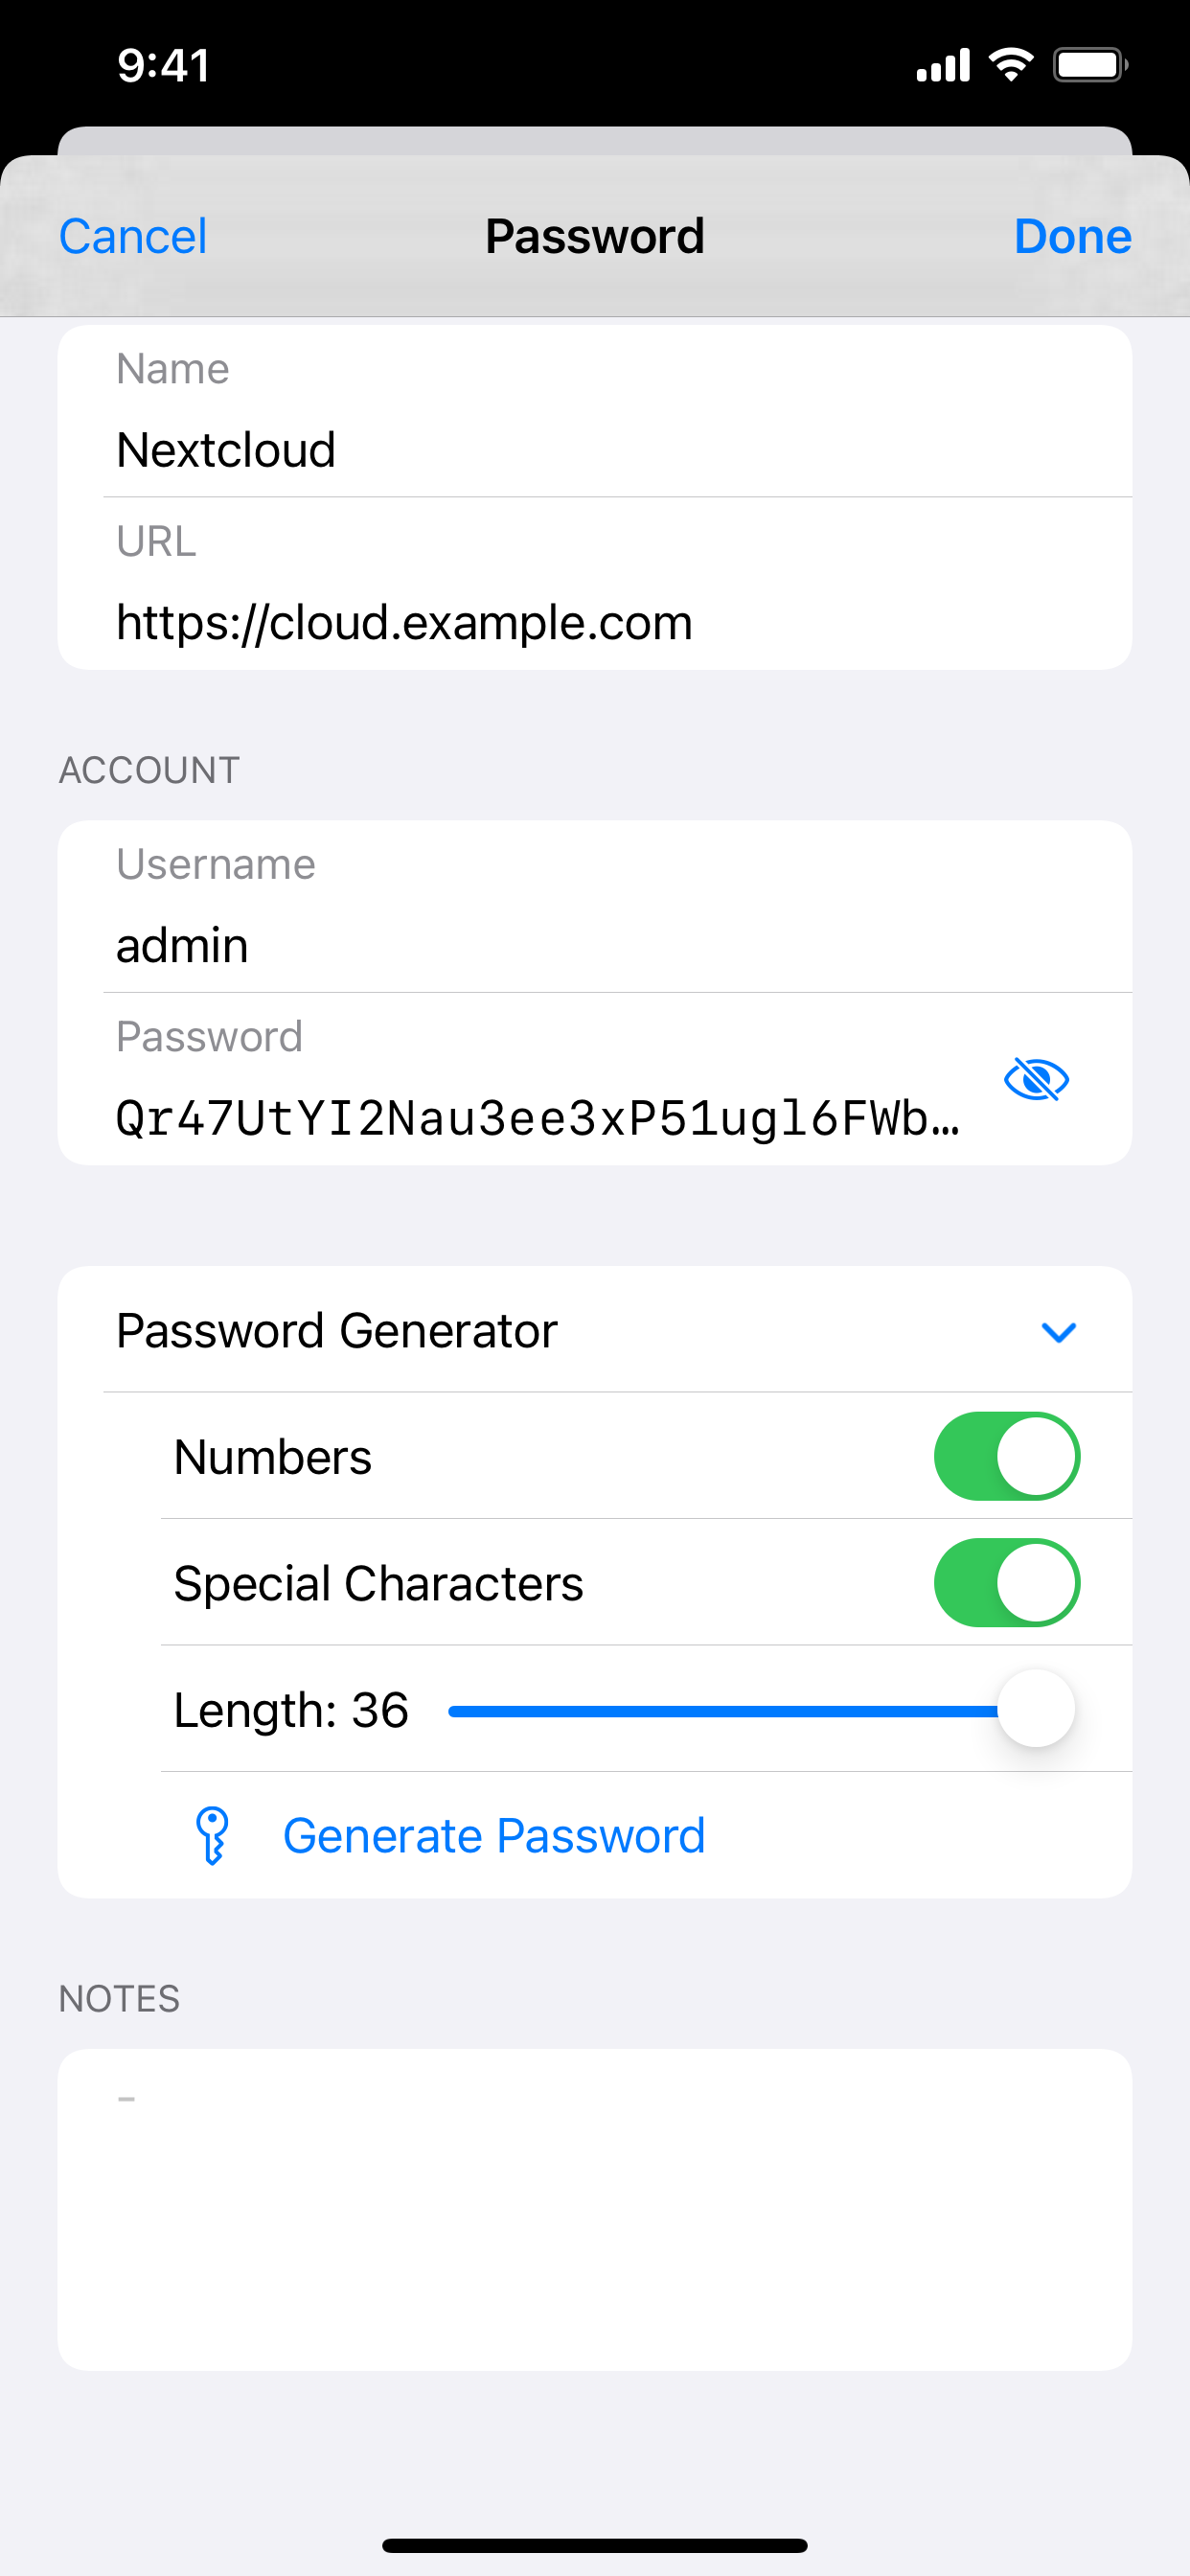 9:41
Cancel Password Done
Name
Nextcloud
URL
https://cloud.example.com
ACCOUNT
Username
admin
Password
Qr47UtYI2Nau3ee3xP51ugl6FWb…
Password Generator
Numbers
Special Characters
Length: 36
Generate Password
NOTES
-